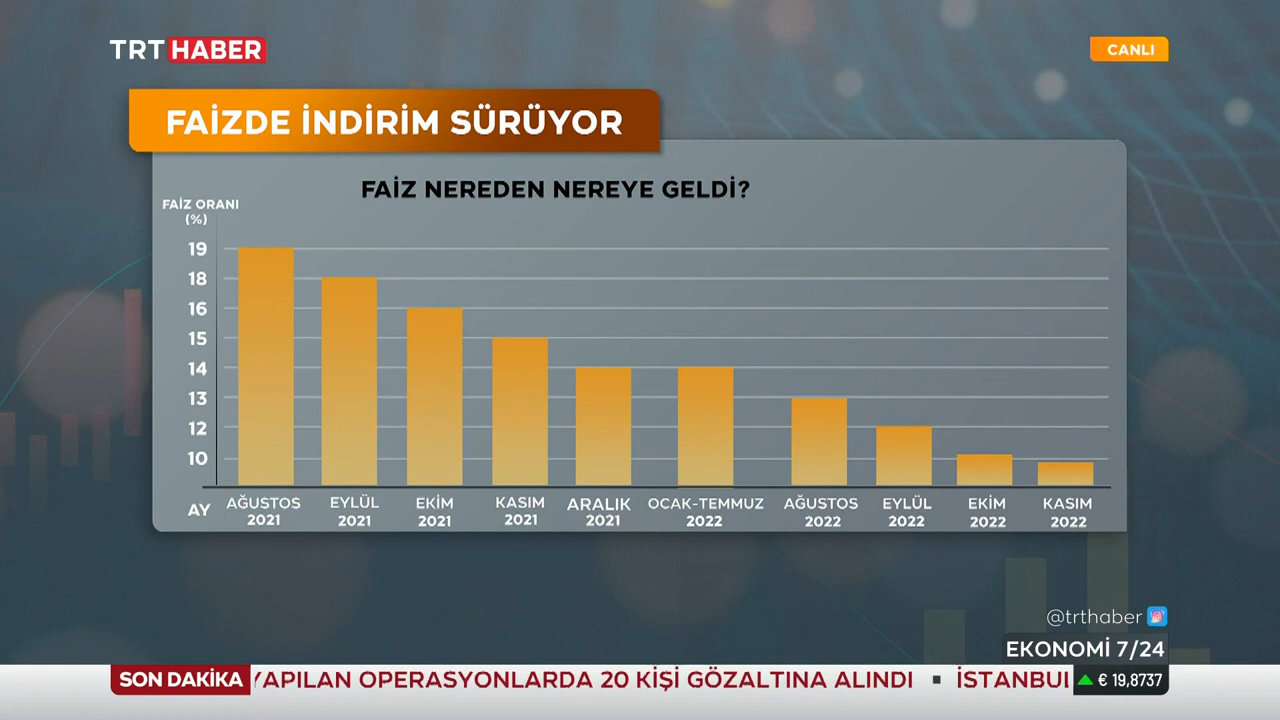 TRT HABER
CANLI
FAİZDE İNDİRİM SÜRÜYOR
FAİZ NEREDEN NEREYE GELDİ?
FAİZ ORANI
(%)
19
18
16
15
14
13
12
10
AY
AĞUSTOS
2021
EYLÜL
2021
EKİM
2021
KASIM
2021
ARALIK
2021
OCAK-TEMMUZ
2022
AĞUSTOS
2022
EYLÜL
2022
EKİM
2022
KASIM
2022
@trthaber
EKONOMİ 7/24
SON DAKİKA YAPILAN OPERASYONLARDA 20 KİŞİ GÖZALTINA ALINDI ▪ İSTANBUL € 19,8737